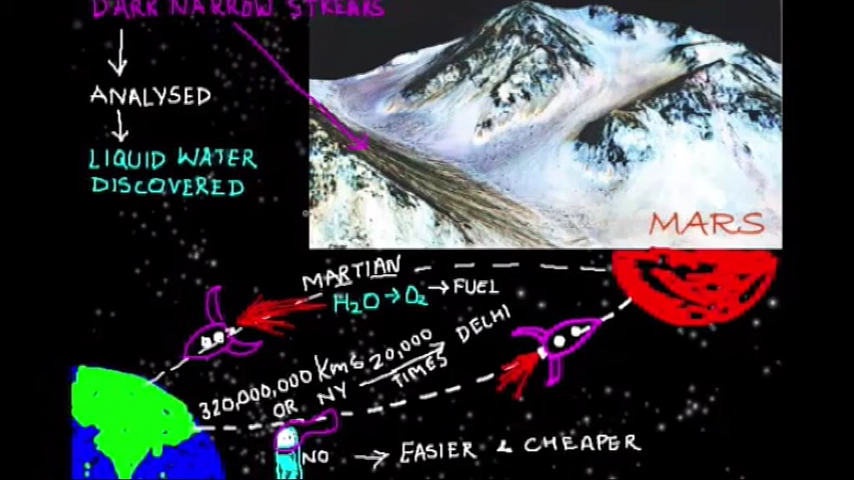 DARK NARROW STREAKS
ANALYSED
LIQUID WATER
DISCOVERED
MARS
MARTIAN
H₂O → O₂ → FUEL
320,000,000 Kms
OR NY 20,000 TIMES DELHI
NO → EASIER & CHEAPER